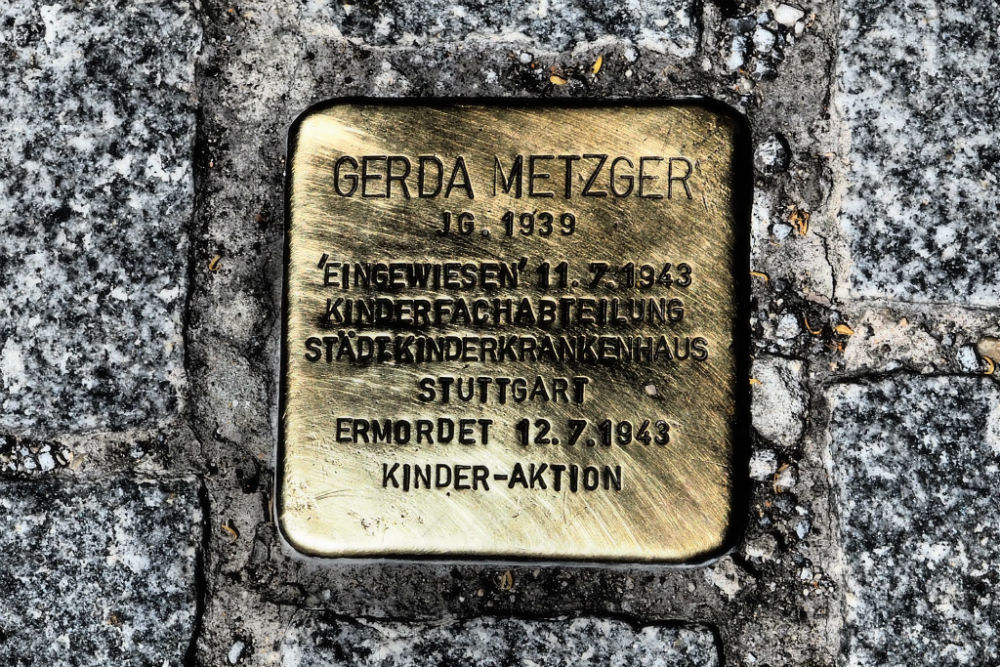 GERDA METZGER
JG. 1939
'EINGEWIESEN' 11.7.1943
KINDERFACHABTEILUNG
STÄDT.KINDERKRANKENHAUS
STUTTGART
ERMORDET 12.7.1943
KINDER-AKTION